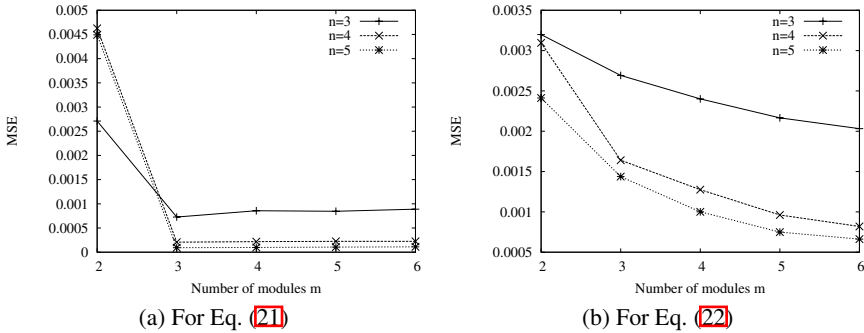 0.005
0.0045
0.004
0.0035
0.003
0.0025
0.002
0.0015
0.001
0.0005
0
MSE
2 3 4 5 6
Number of modules m
n=3
n=4
n=5
(a) For Eq. (21)
0.0035
0.003
0.0025
0.002
0.0015
0.001
0.0005
MSE
2 3 4 5 6
Number of modules m
n=3
n=4
n=5
(b) For Eq. (22)